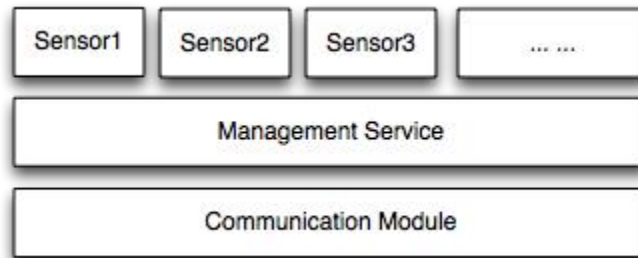 Sensor1 Sensor2 Sensor3 ... ...
Management Service
Communication Module